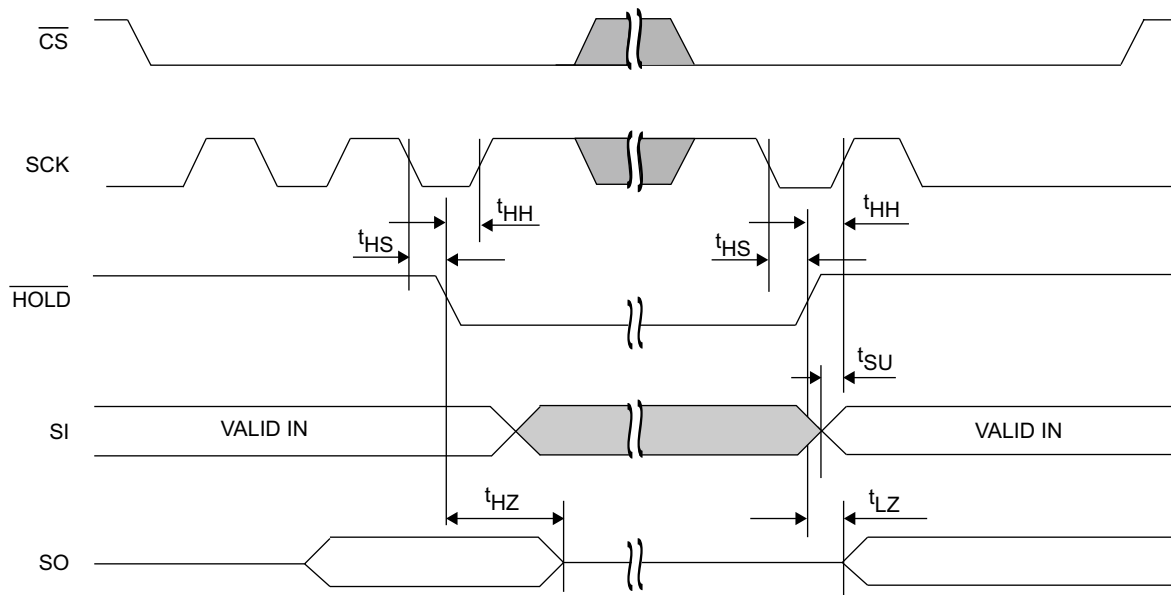 CS
SCK
tHH
tHH
tHS
tHS
HOLD
tSU
SI
VALID IN
VALID IN
tHZ
tLZ
SO